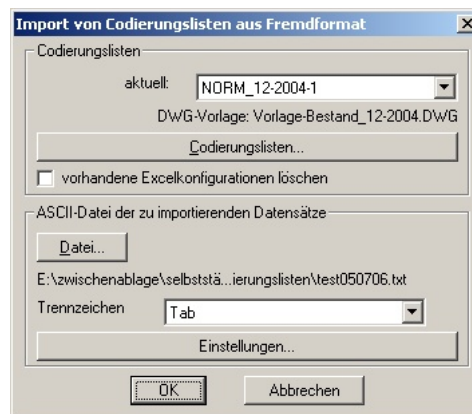 Import von Codierungslisten aus Fremdformat
Codierungslisten
aktuell: NORM_12-2004-1
DWG-Vorlage: Vorlage-Bestand_12-2004.DWG
Codierungslisten...
vorhandene Excelkonfigurationen löschen
ASCII-Datei der zu importierenden Datensätze
Datei...
E:\zwischenablage\selbststä...ierungslisten\test050706.txt
Trennzeichen Tab
Einstellungen...
OK Abbrechen